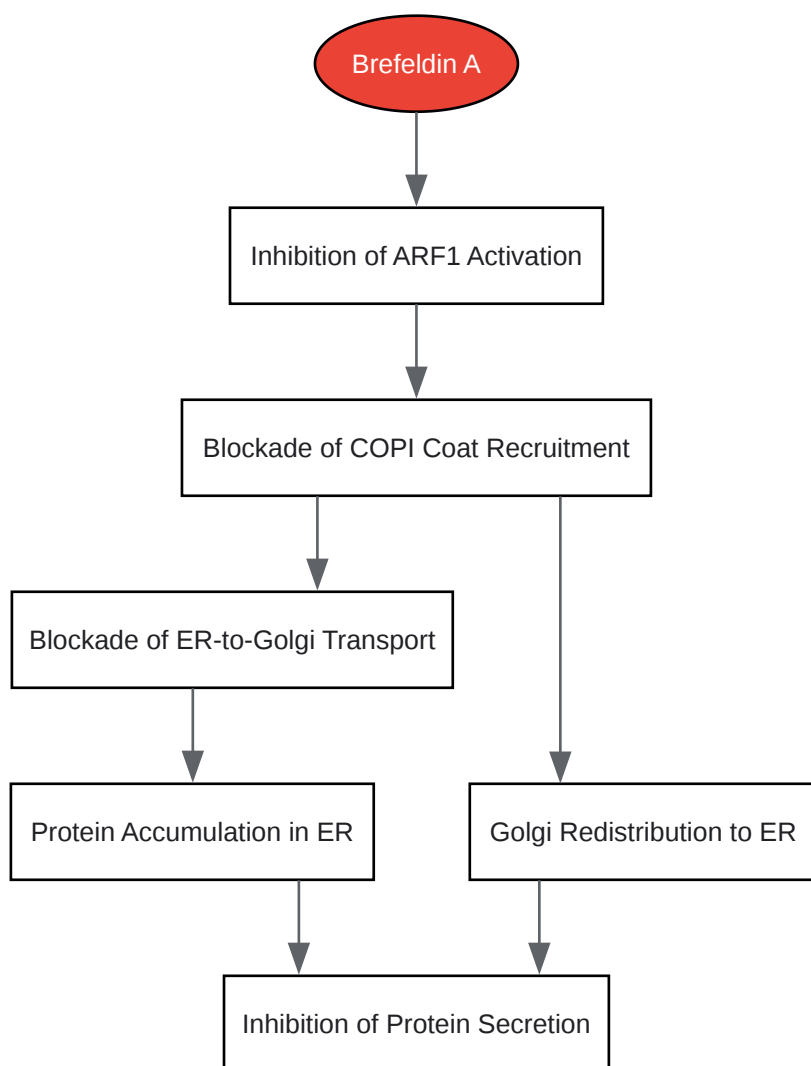 Brefeldin A
Inhibition of ARF1 Activation
Blockade of COPI Coat Recruitment
Blockade of ER-to-Golgi Transport
Protein Accumulation in ER
Golgi Redistribution to ER
Inhibition of Protein Secretion